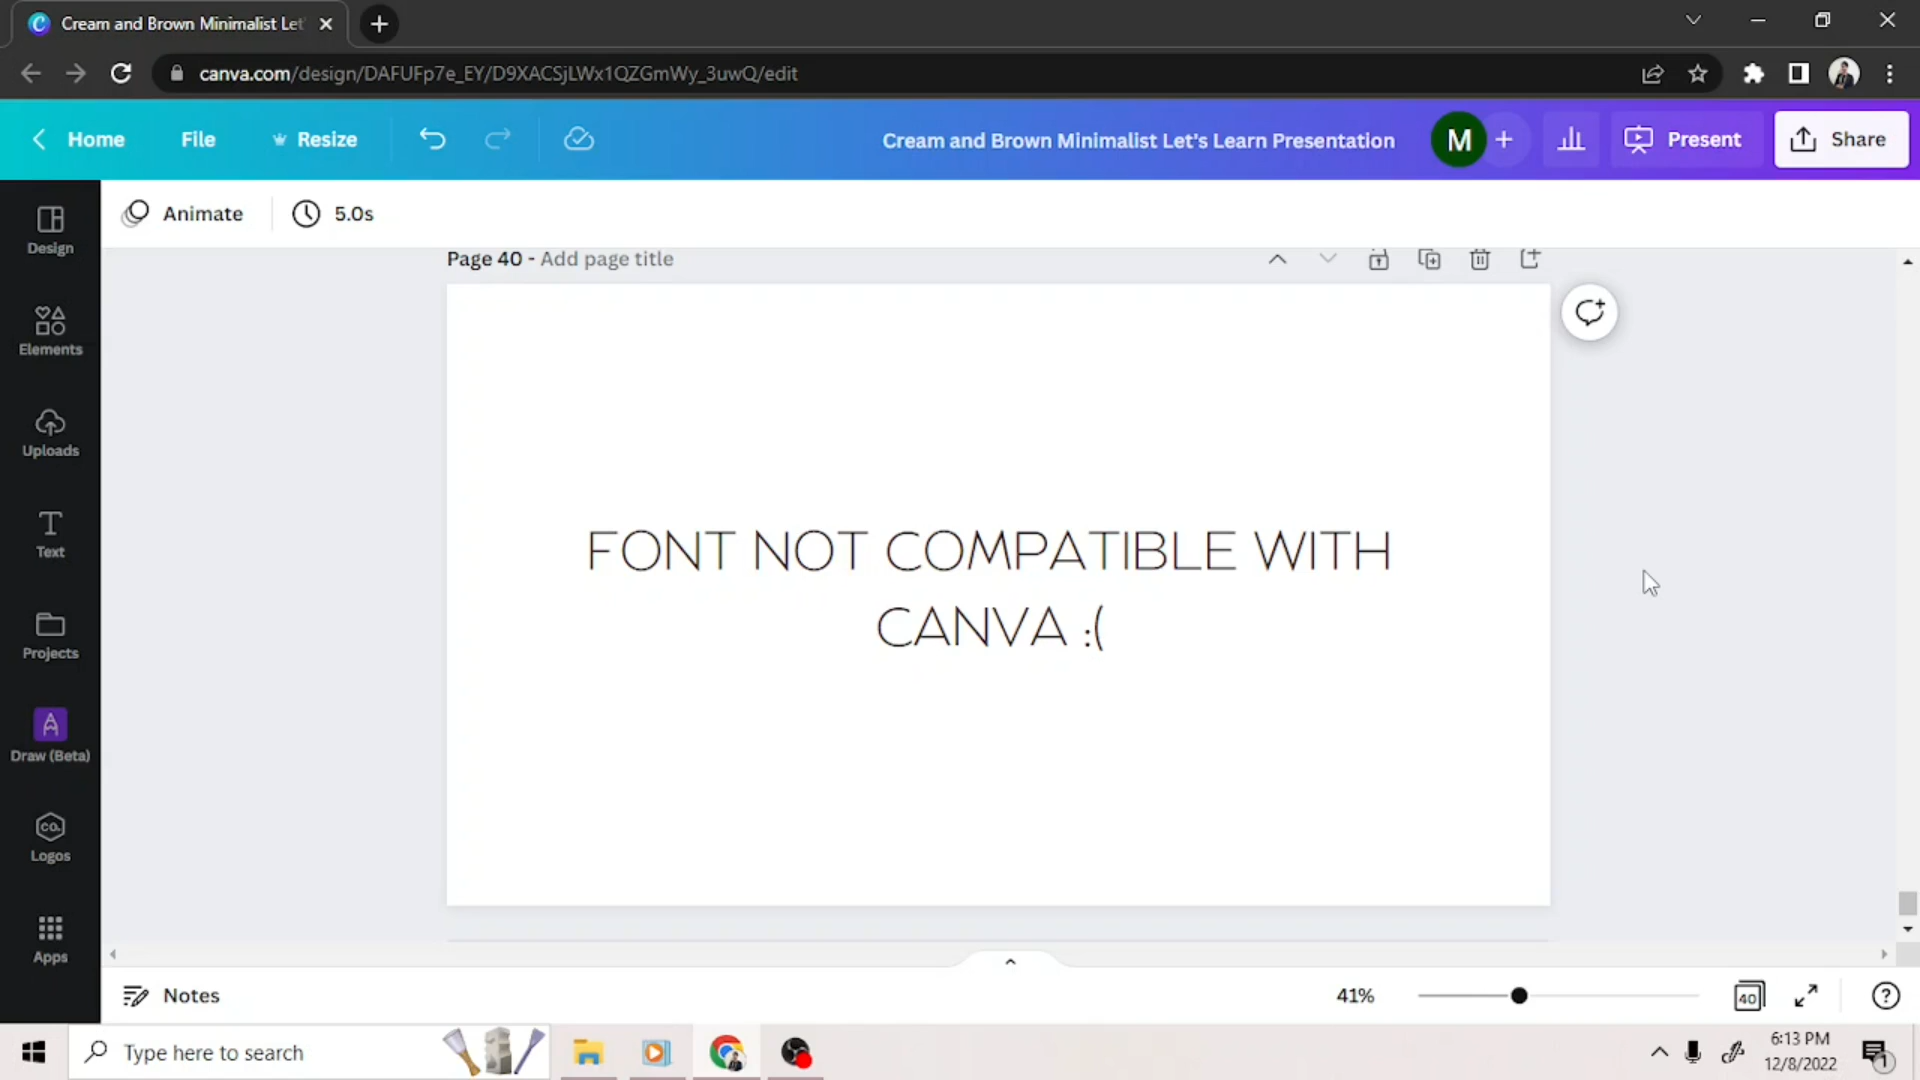 Cream and Brown Minimalist Let'
canva.com/design/DAFUFp7e_EY/D9XACSjLWx1QZGmWy_3uwQ/edit
Home File Resize Cream and Brown Minimalist Let's Learn Presentation M + Present Share
Animate 5.0s
Design
Elements
Uploads
Text
Projects
Draw (Beta)
CO.
Logos
Apps
Page 40 - Add page title
FONT NOT COMPATIBLE WITH
CANVA :(
Notes 41% 40 ?
Type here to search
6:13 PM
12/8/2022
1